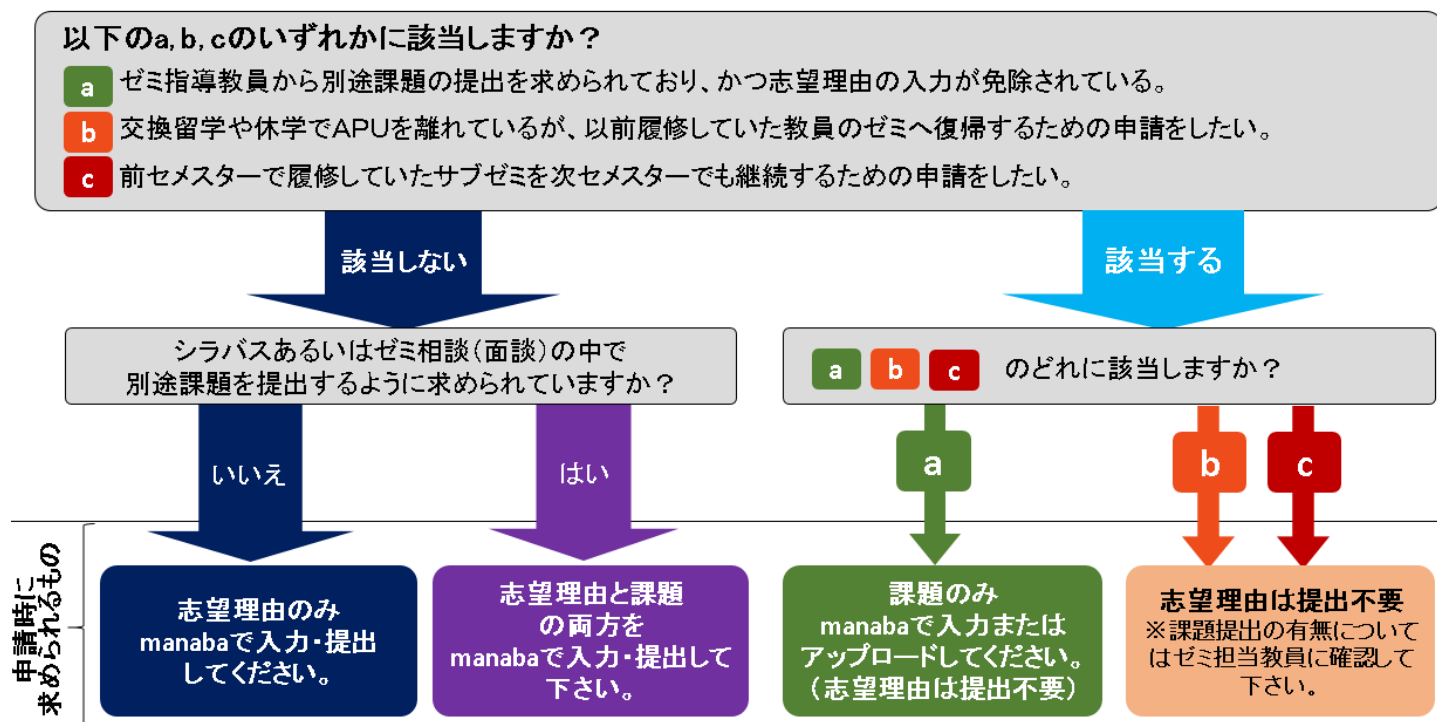 以下のa,b,cのいずれかに該当しますか？
a ゼミ指導教員から別途課題の提出を求められており、かつ志望理由の入力が免除されている。
b 交換留学や休学でＡＰＵを離れているが、以前履修していた教員のゼミへ復帰するための申請をしたい。
c 前セメスターで履修していたサブゼミを次セメスターでも継続するための申請をしたい。
該当しない
該当する
シラバスあるいはゼミ相談（面談）の中で
別途課題を提出するように求められていますか？
a b c のどれに該当しますか？
いいえ
はい
a
b
c
申請時に
求められるもの
志望理由のみ
manabaで入力・提出
してください。
志望理由と課題
の両方を
manabaで入力・提出して
下さい。
課題のみ
manabaで入力または
アップロードしてください。
（志望理由は提出不要）
志望理由は提出不要
※課題提出の有無について
はゼミ担当教員に確認して
下さい。